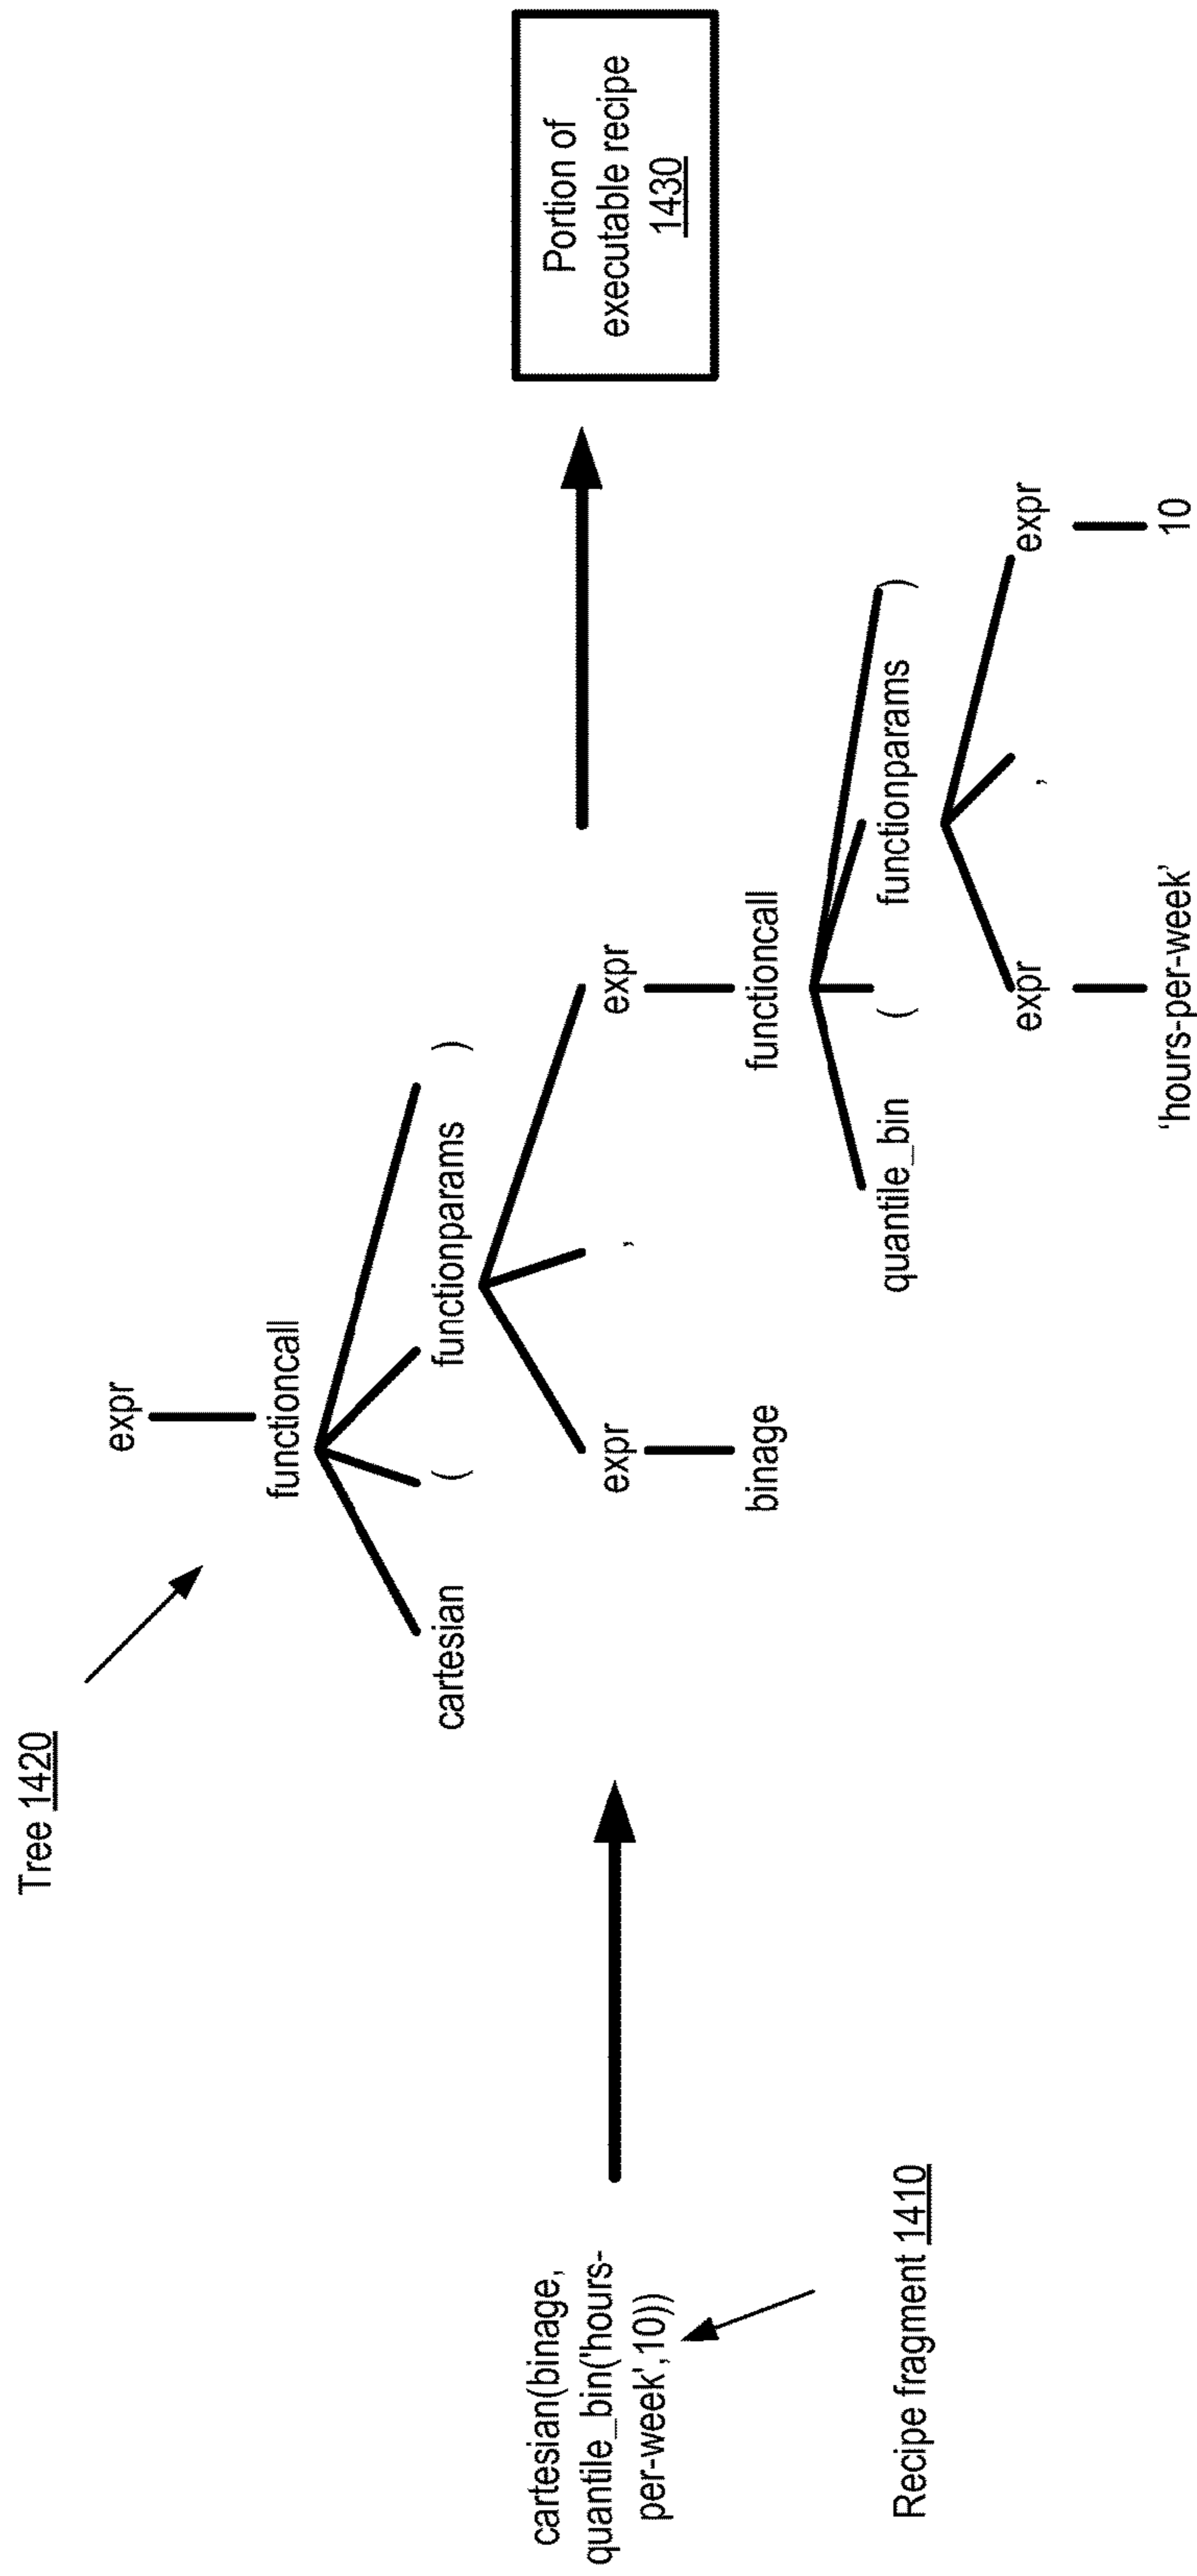 Tree 1420
expr
functioncall
cartesian ( functionparams )
expr , expr
binage functioncall
quantile_bin ( functionparams )
expr , expr
'hours-per-week' 10
cartesian(binage,
quantile_bin('hours-
per-week',10))
Recipe fragment 1410
Portion of
executable recipe
1430